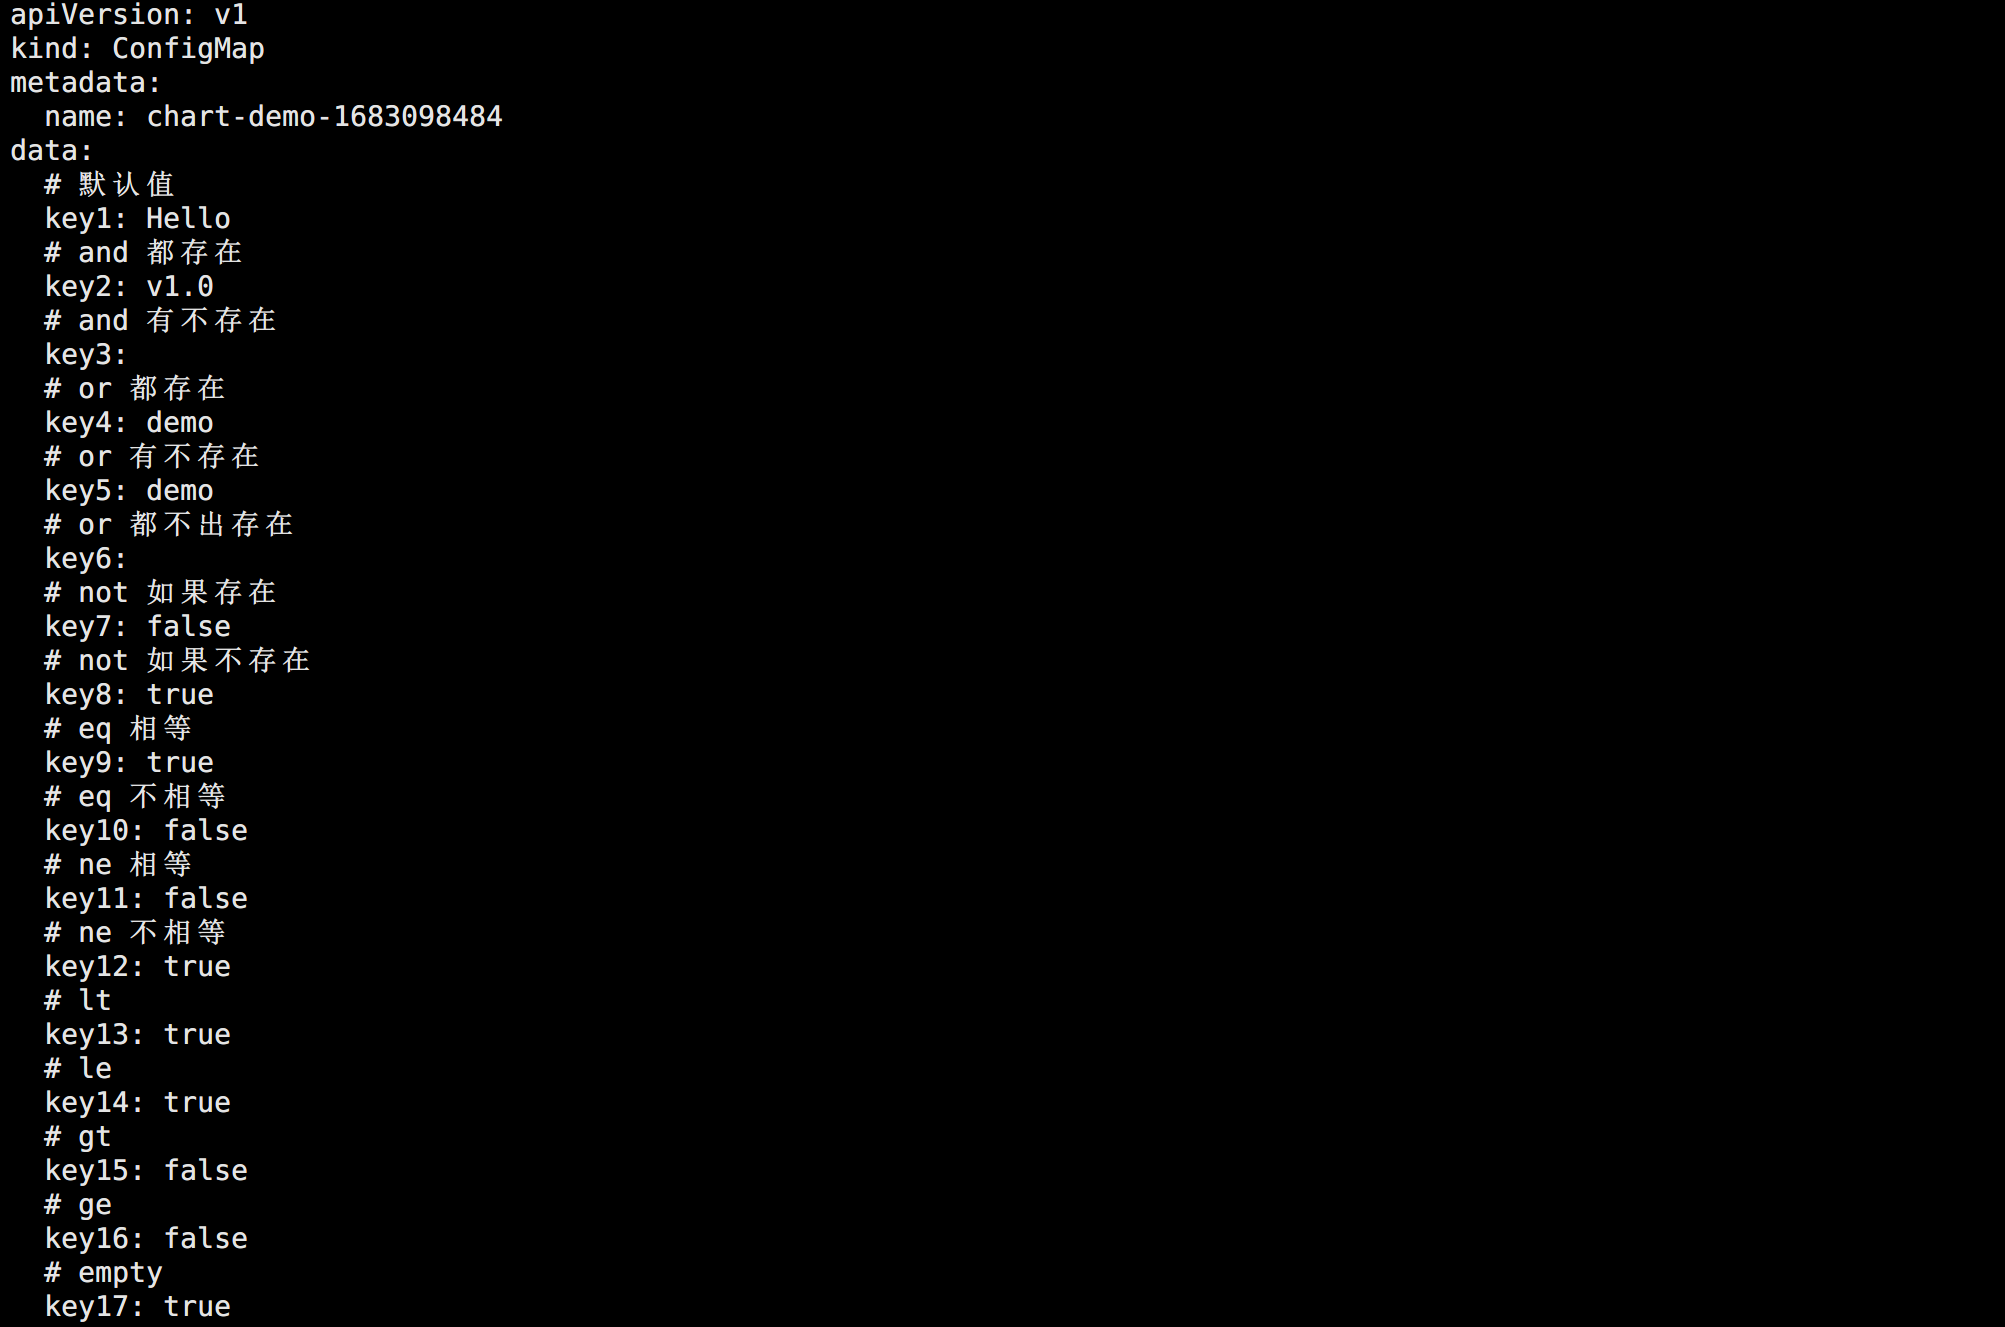 apiVersion: v1
kind: ConfigMap
metadata:
  name: chart-demo-1683098484
data:
  # 默认值
  key1: Hello
  # and 都存在
  key2: v1.0
  # and 有不存在
  key3:
  # or 都存在
  key4: demo
  # or 有不存在
  key5: demo
  # or 都不出存在
  key6:
  # not 如果存在
  key7: false
  # not 如果不存在
  key8: true
  # eq 相等
  key9: true
  # eq 不相等
  key10: false
  # ne 相等
  key11: false
  # ne 不相等
  key12: true
  # lt
  key13: true
  # le
  key14: true
  # gt
  key15: false
  # ge
  key16: false
  # empty
  key17: true